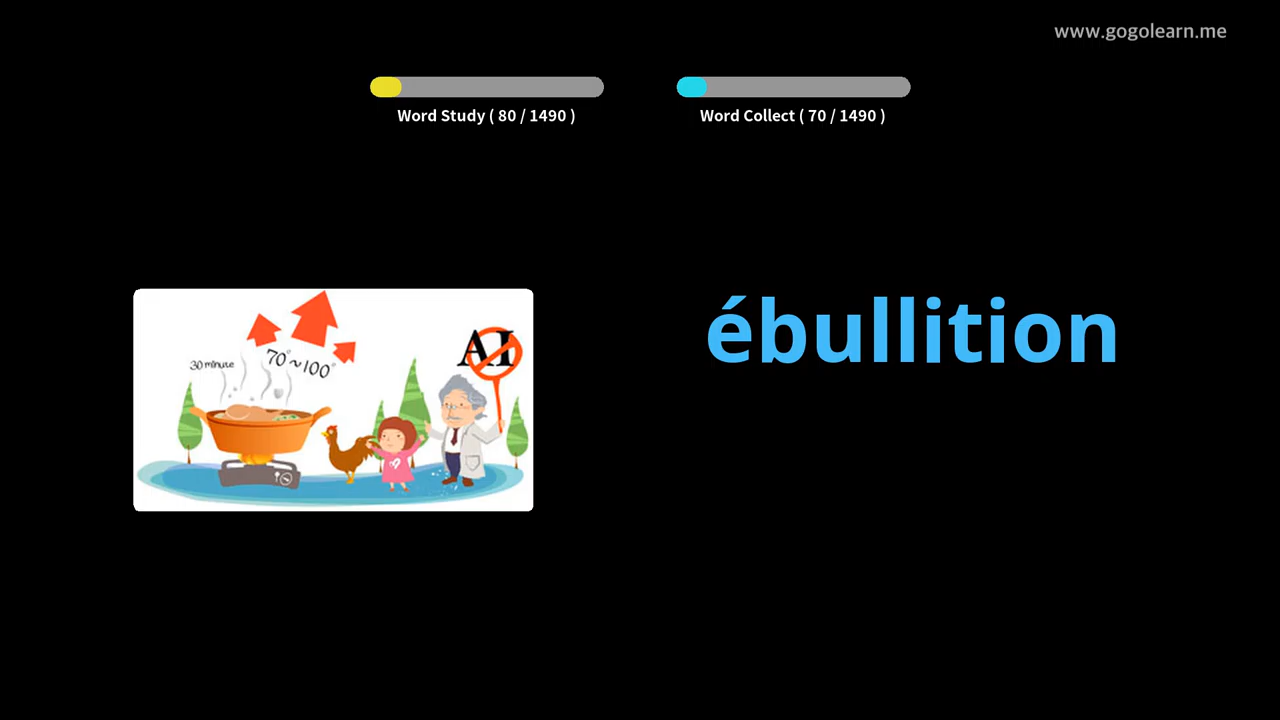 www.gogolearn.me
Word Study ( 80 / 1490 )
Word Collect ( 70 / 1490 )
ébullition
30 minute
70°~100°
AI